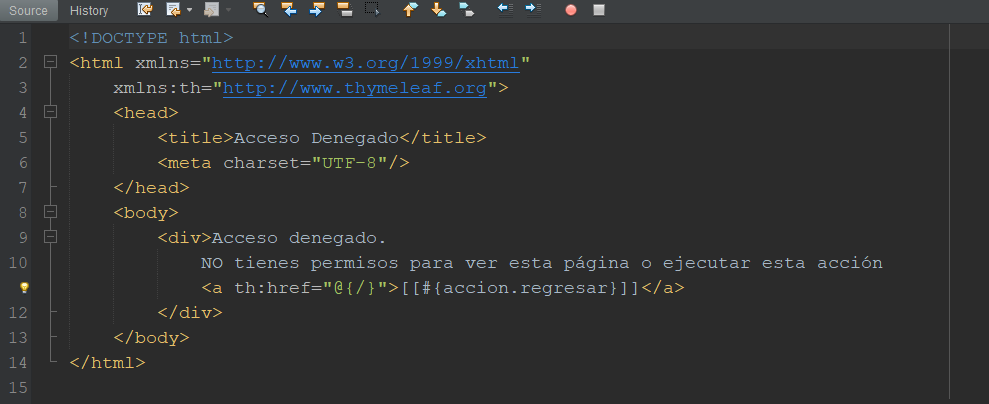 Source History
1 <!DOCTYPE html>
2 <html xmlns="http://www.w3.org/1999/xhtml"
3 xmlns:th="http://www.thymeleaf.org">
4 <head>
5 <title>Acceso Denegado</title>
6 <meta charset="UTF-8"/>
7 </head>
8 <body>
9 <div>Acceso denegado.
10 NO tienes permisos para ver esta página o ejecutar esta acción
<a th:href="@{/}">[[#{accion.regresar}]]</a>
12 </div>
13 </body>
14 </html>
15